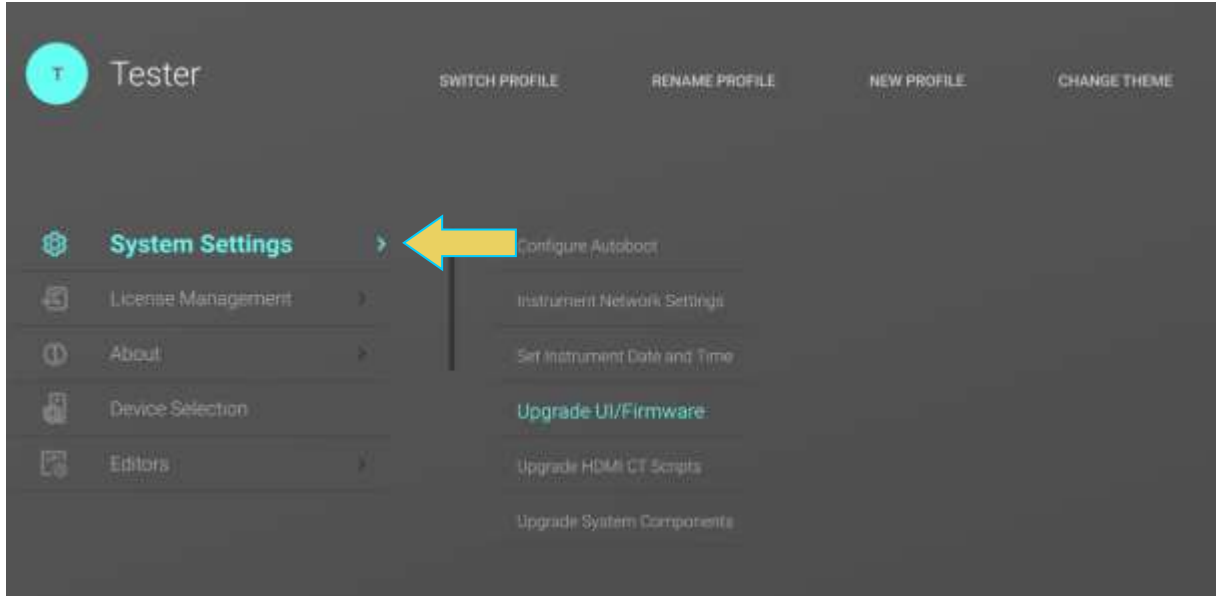 T
Tester
SWITCH PROFILE
RENAME PROFILE
NEW PROFILE
CHANGE THEME
System Settings
License Management
About
Device Selection
Editors
Configure Autoboot
Instrument Network Settings
Set Instrument Date and Time
Upgrade UI/Firmware
Upgrade HDMI CT Scripts
Upgrade System Components